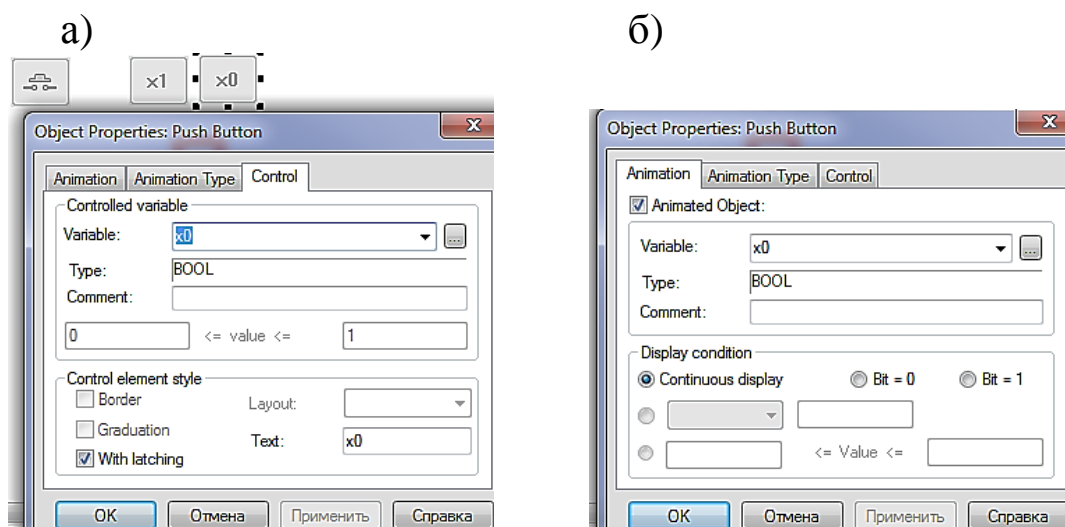 а)
x1 x0
Object Properties: Push Button
Animation Animation Type Control
Controlled variable
Variable: x0 ...
Type: BOOL
Comment:
0 <= value <= 1
Control element style
Border Layout:
Graduation Text: x0
With latching
OK Отмена Применить Справка
б)
Object Properties: Push Button
Animation Animation Type Control
Animated Object:
Variable: x0 ...
Type: BOOL
Comment:
Display condition
Continuous display Bit = 0 Bit = 1
<= Value <=
OK Отмена Применить Справка